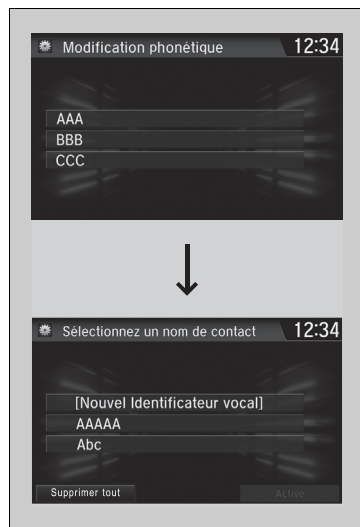 Modification phonétique 12:34
AAA
BBB
CCC
Sélectionnez un nom de contact 12:34
[Nouvel Identificateur vocal]
AAAAA
Abc
Supprimer tout Activé